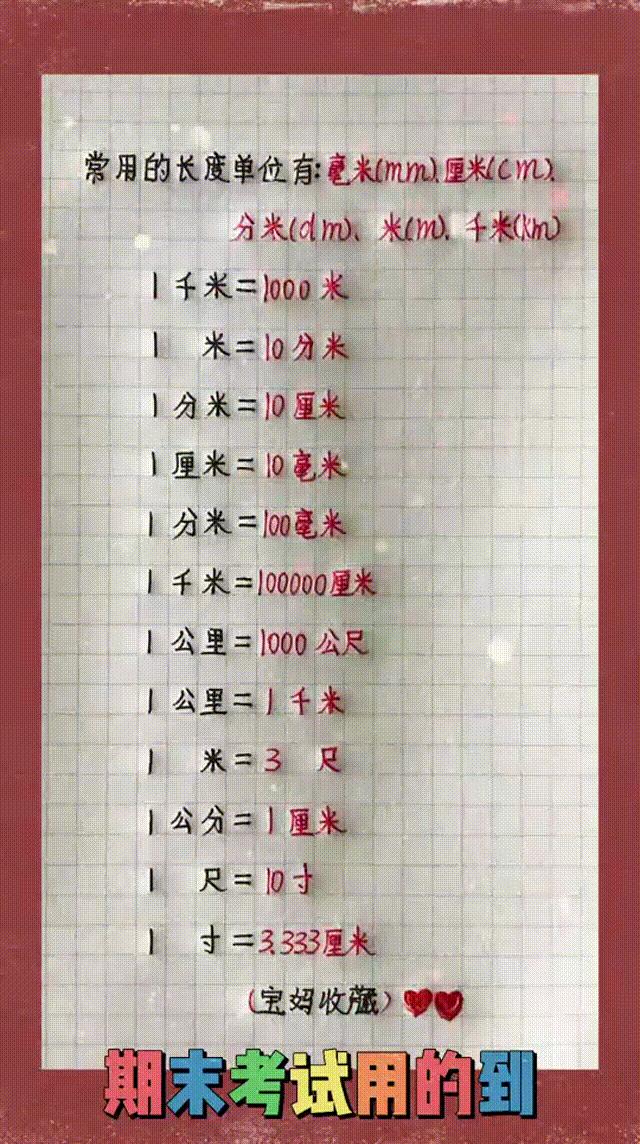 常用的长度单位有:毫米(mm)、厘米(cm)、
分米(dm)、米(m)、千米(km)
1千米=1000米
1 米=10分米
1分米=10厘米
1厘米=10毫米
1分米=100毫米
1千米=100000厘米
1公里=1000公尺
1公里=1千米
1 米=3 尺
1公分=1厘米
1 尺=10寸
1 寸=3.333厘米
(宝妈收藏)
期末考试用的到